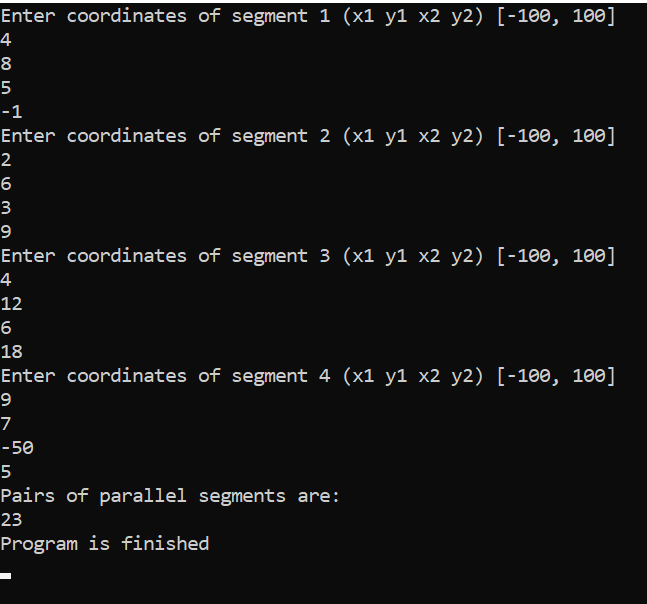 Enter coordinates of segment 1 (x1 y1 x2 y2) [-100, 100]
4
8
5
-1
Enter coordinates of segment 2 (x1 y1 x2 y2) [-100, 100]
2
6
3
9
Enter coordinates of segment 3 (x1 y1 x2 y2) [-100, 100]
4
12
6
18
Enter coordinates of segment 4 (x1 y1 x2 y2) [-100, 100]
9
7
-50
5
Pairs of parallel segments are:
23
Program is finished